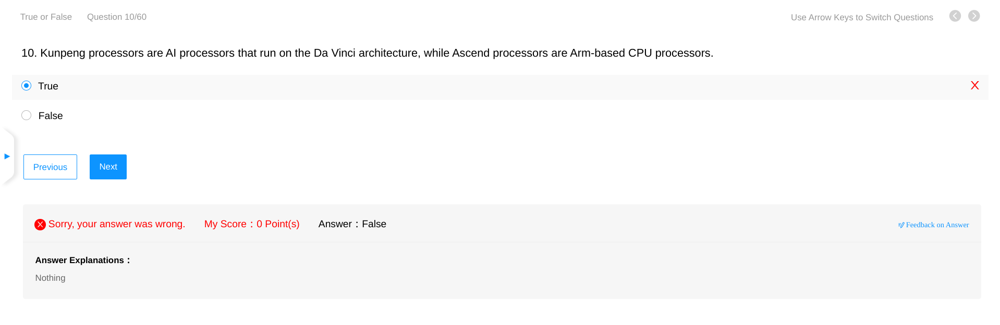 True or False Question 10/60 Use Arrow Keys to Switch Questions
10. Kunpeng processors are AI processors that run on the Da Vinci architecture, while Ascend processors are Arm-based CPU processors.
True
False
Previous Next
Sorry, your answer was wrong. My Score：0 Point(s) Answer：False Feedback on Answer
Answer Explanations：
Nothing